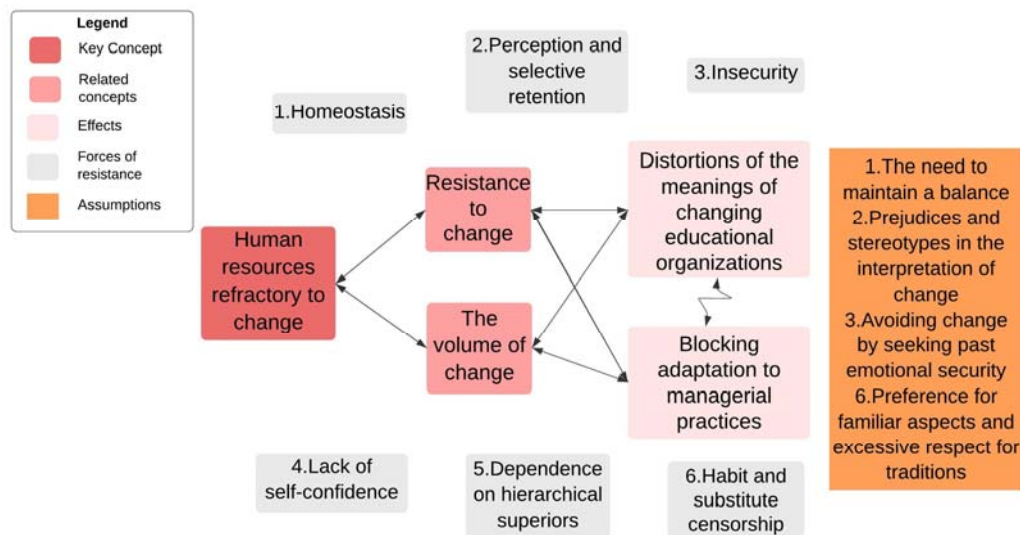 Legend
Key Concept
Related
concepts
Effects
Forces of
resistance
Assumptions
1.Homeostasis
2.Perception and
selective
retention
3.Insecurity
Human
resources
refractory to
change
Resistance
to
change
The
volume of
change
Distortions of the
meanings of
changing
educational
organizations
Blocking
adaptation to
managerial
practices
1.The need to
maintain a balance
2.Prejudices and
stereotypes in the
interpretation of
change
3.Avoiding change
by seeking past
emotional security
6.Preference for
familiar aspects and
excessive respect for
traditions
4.Lack of
self-confidence
5.Dependence
on hierarchical
superiors
6.Habit and
substitute
censorship